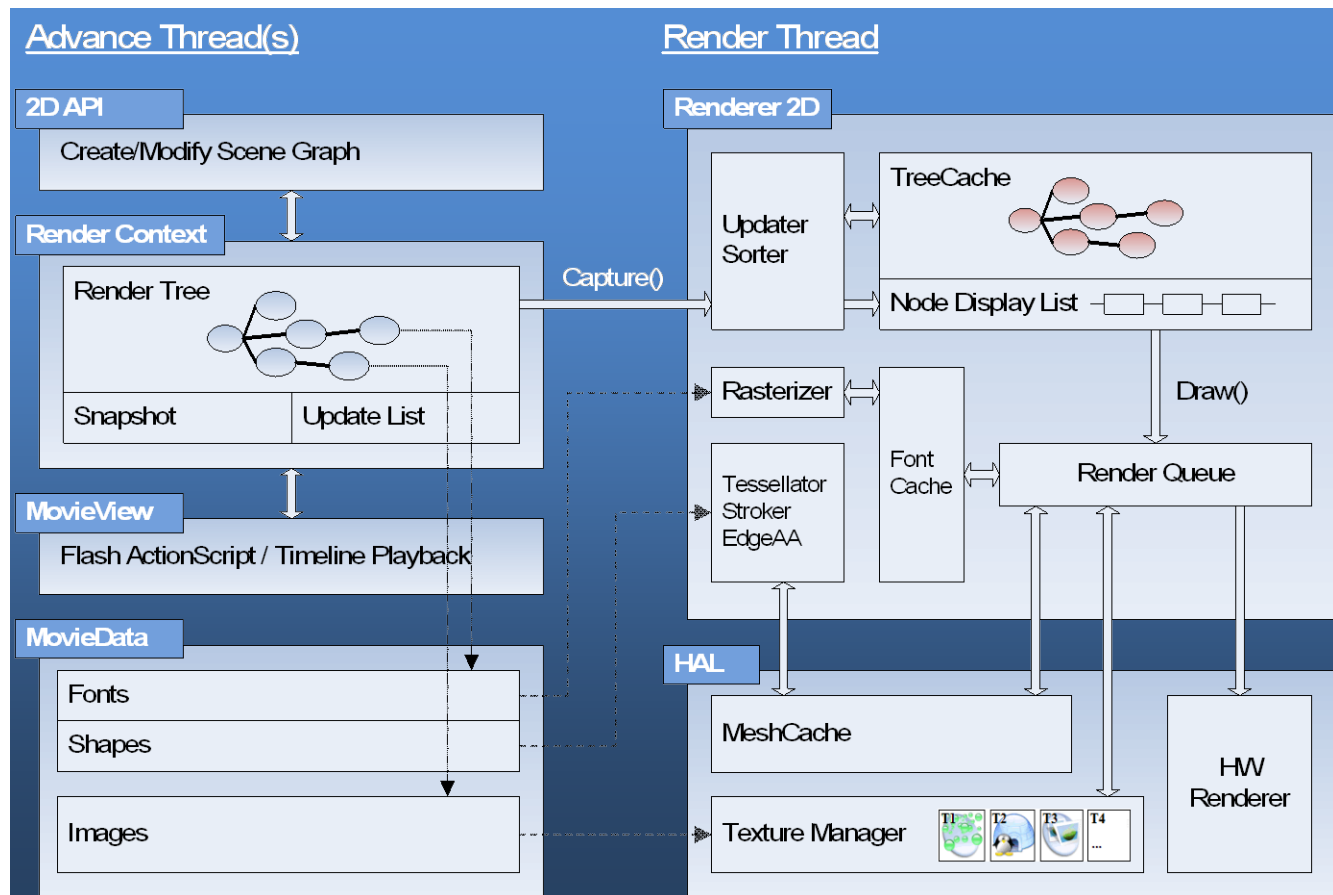 Advance Thread(s)
2D API
Create/Modify Scene Graph
Render Context
Render Tree
Snapshot
Update List
MovieView
Flash ActionScript / Timeline Playback
MovieData
Fonts
Shapes
Images
Capture()
Render Thread
Renderer 2D
Updater
Sorter
TreeCache
Node Display List
Draw()
Rasterizer
Tessellator
Stroker
EdgeAA
Font
Cache
Render Queue
HAL
MeshCache
Texture Manager
T1
T2
T3
T4
...
HW
Renderer